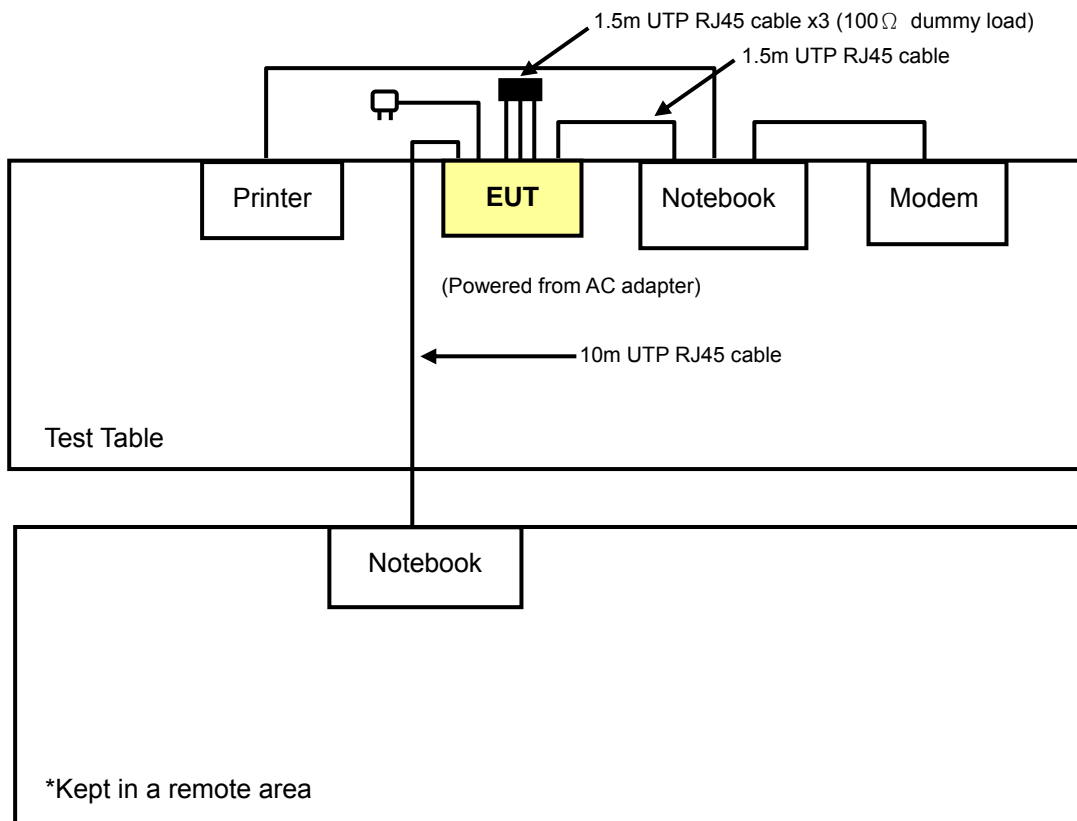 1.5m UTP RJ45 cable x3 (100Ω dummy load)
1.5m UTP RJ45 cable
Printer
EUT
Notebook
Modem
(Powered from AC adapter)
10m UTP RJ45 cable
Test Table
Notebook
*Kept in a remote area